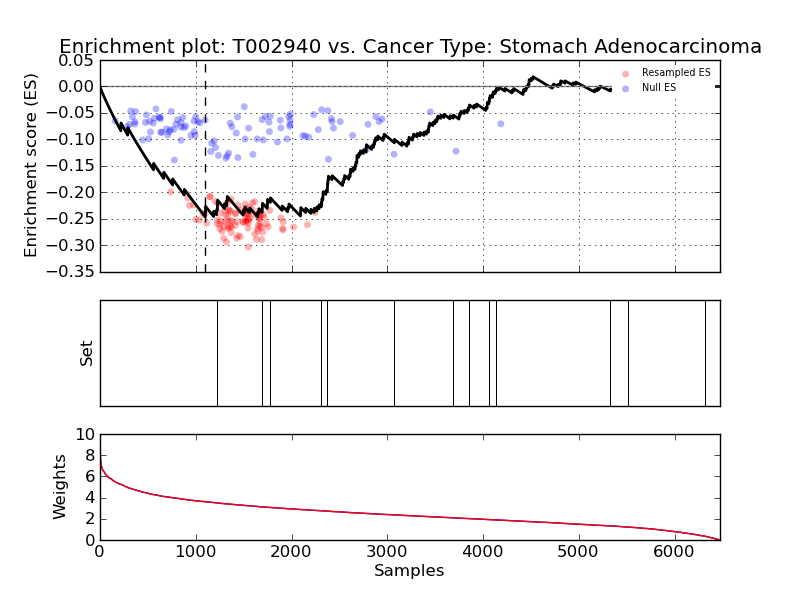 Enrichment plot: T002940 vs. Cancer Type: Stomach Adenocarcinoma
Enrichment score (ES)
0.05
0.00
−0.05
−0.10
−0.15
−0.20
−0.25
−0.30
−0.35
Resampled ES
Null ES
Set
Weights
10
8
6
4
2
0
0 1000 2000 3000 4000 5000 6000
Samples